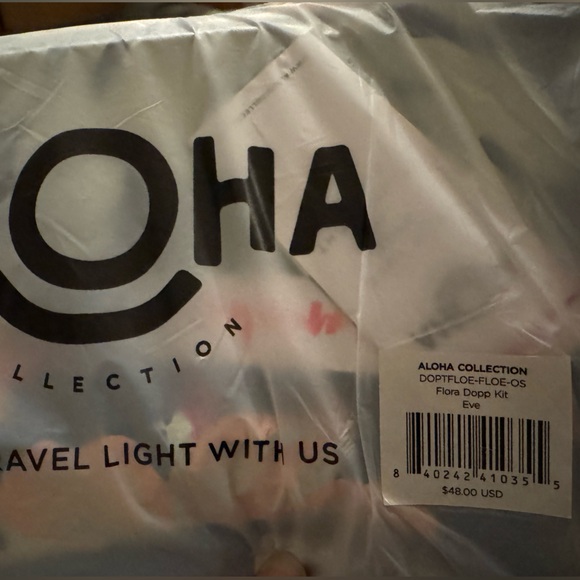 OHA
LLECTION
RAVEL LIGHT WITH US
ALOHA COLLECTION
DOPTFLOE-FLOE-OS
Flora Dopp Kit
Eve
8 40242 41035 5
$48.00 USD